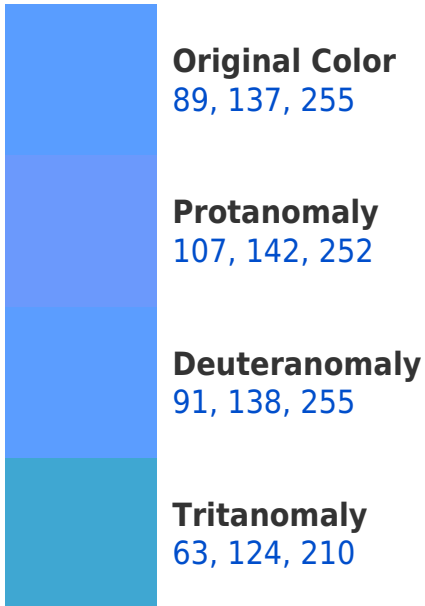 Original Color
89, 137, 255
Protanomaly
107, 142, 252
Deuteranomaly
91, 138, 255
Tritanomaly
63, 124, 210